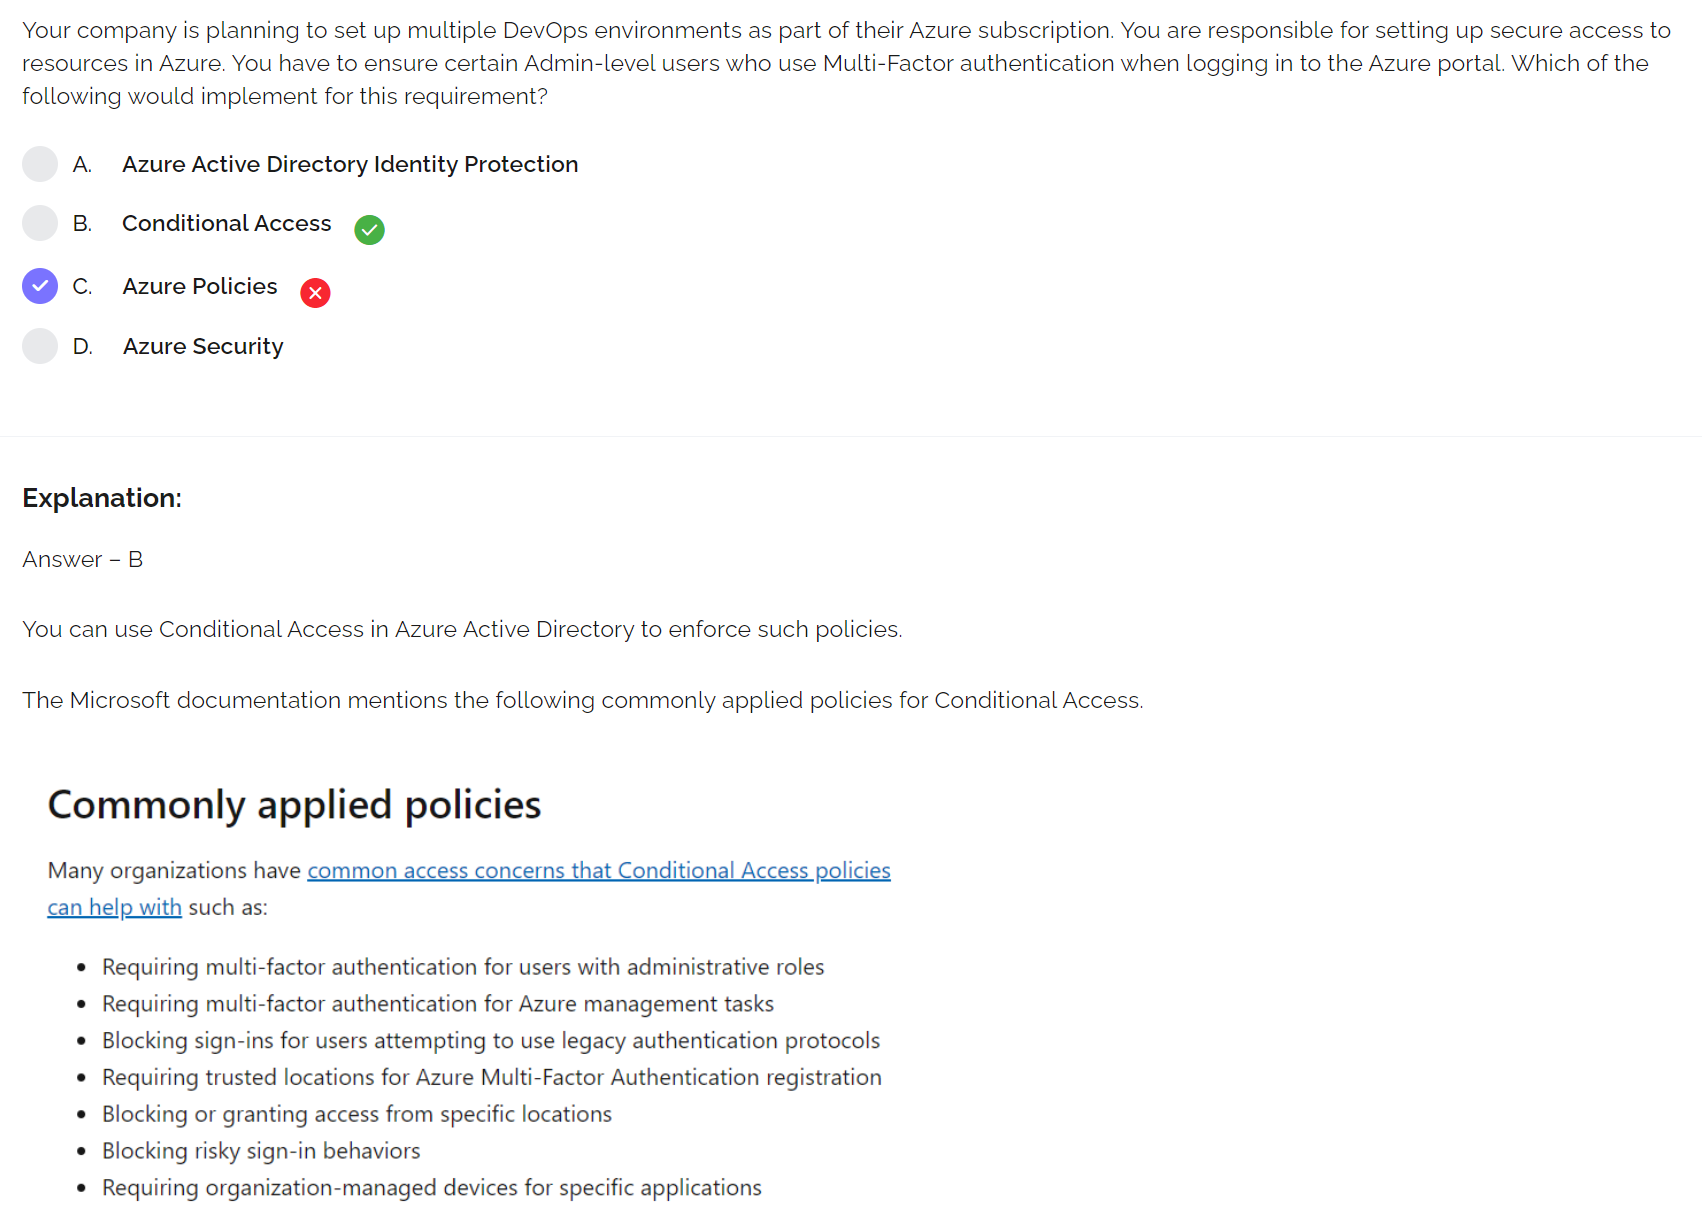 Your company is planning to set up multiple DevOps environments as part of their Azure subscription. You are responsible for setting up secure access to
resources in Azure. You have to ensure certain Admin-level users who use Multi-Factor authentication when logging in to the Azure portal. Which of the
following would implement for this requirement?
A. Azure Active Directory Identity Protection
B. Conditional Access
C. Azure Policies
D. Azure Security
Explanation:
Answer – B
You can use Conditional Access in Azure Active Directory to enforce such policies.
The Microsoft documentation mentions the following commonly applied policies for Conditional Access.
Commonly applied policies
Many organizations have common access concerns that Conditional Access policies
can help with such as:
• Requiring multi-factor authentication for users with administrative roles
• Requiring multi-factor authentication for Azure management tasks
• Blocking sign-ins for users attempting to use legacy authentication protocols
• Requiring trusted locations for Azure Multi-Factor Authentication registration
• Blocking or granting access from specific locations
• Blocking risky sign-in behaviors
• Requiring organization-managed devices for specific applications